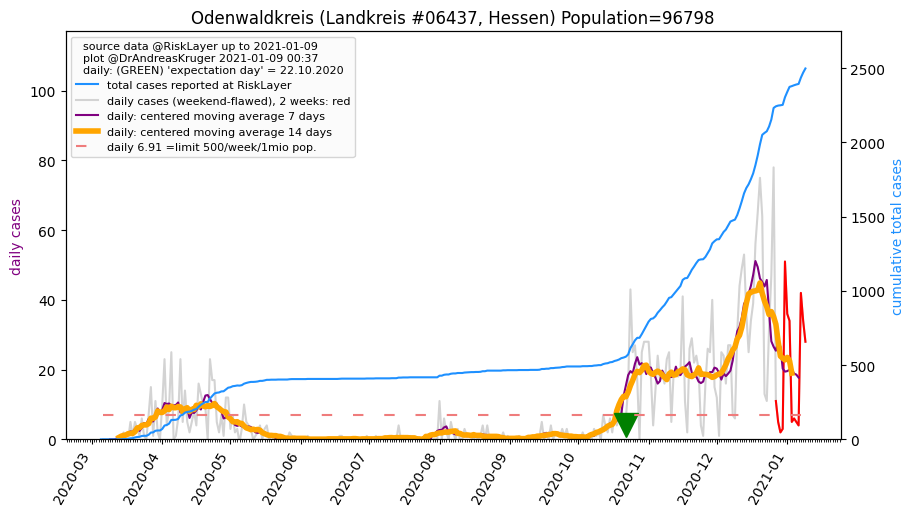 Odenwaldkreis (Landkreis #06437, Hessen) Population=96798
source data @RiskLayer up to 2021-01-09
plot @DrAndreasKruger 2021-01-09 00:37
daily: (GREEN) 'expectation day' = 22.10.2020
total cases reported at RiskLayer
daily cases (weekend-flawed), 2 weeks: red
daily: centered moving average 7 days
daily: centered moving average 14 days
daily 6.91 =limit 500/week/1mio pop.
daily cases
100
80
60
40
20
0
cumulative total cases
2500
2000
1500
1000
500
0
2020-03
2020-04
2020-05
2020-06
2020-07
2020-08
2020-09
2020-10
2020-11
2020-12
2021-01